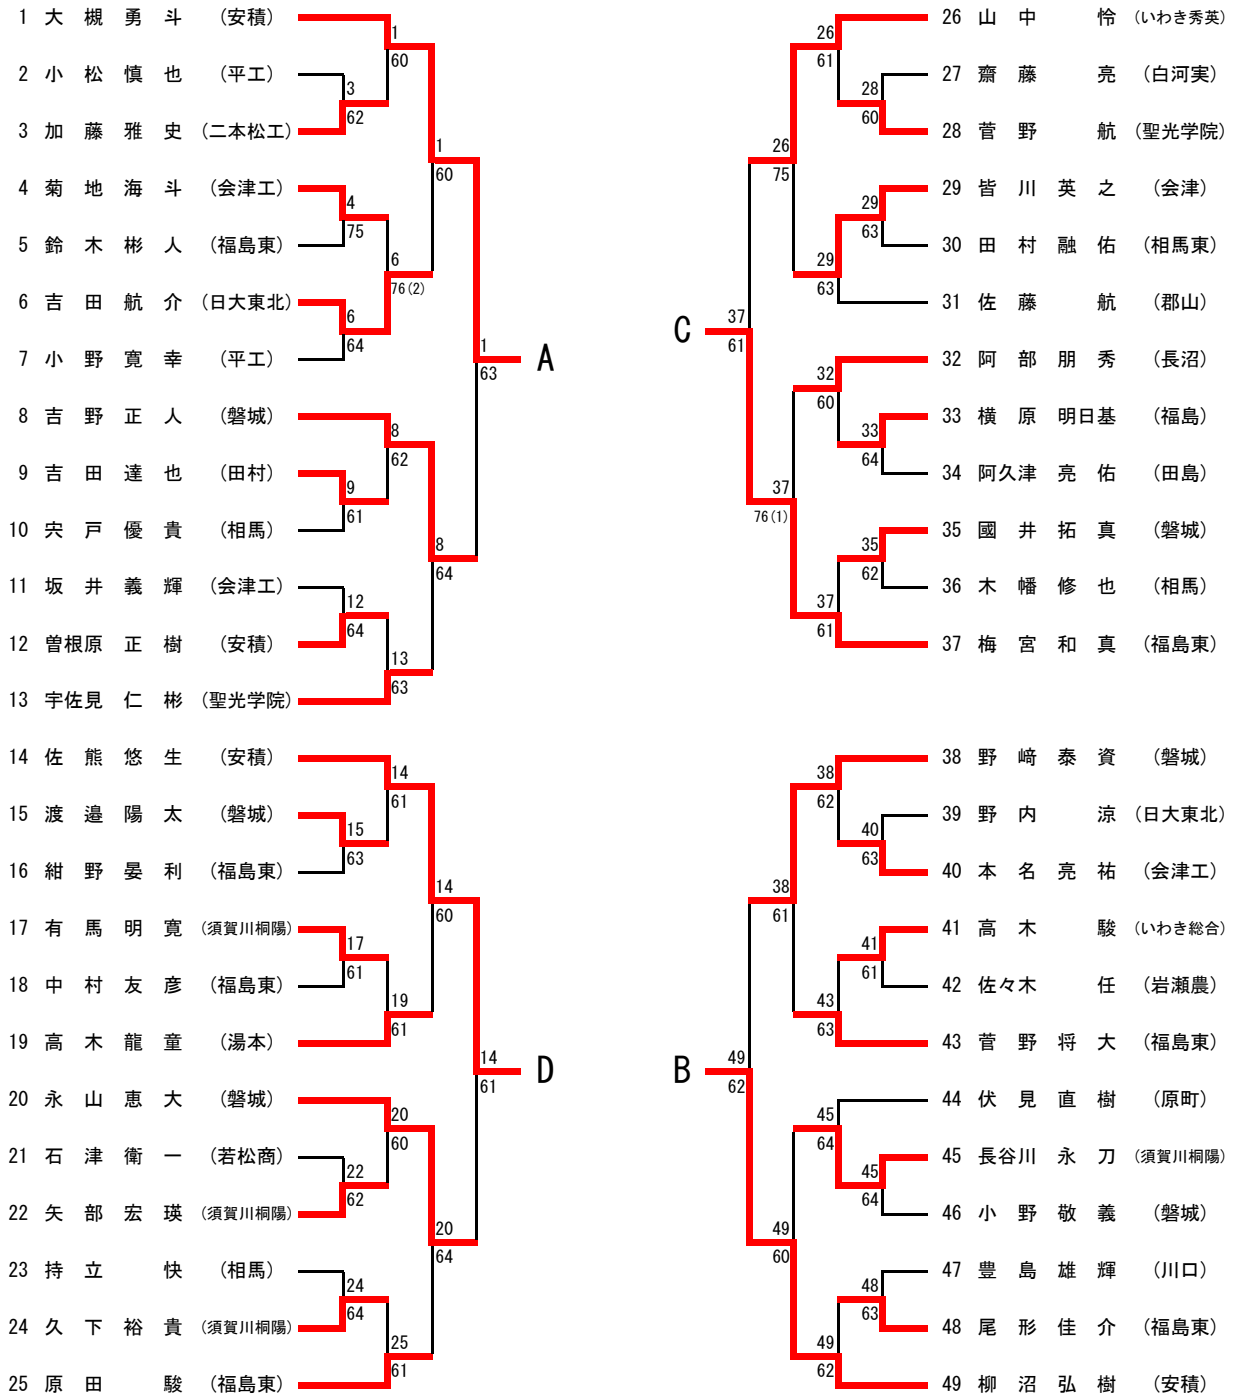 1 大 槻 勇 斗 (安積)
1
60
2 小 松 慎 也 (平工)
3
62
3 加 藤 雅 史 (二本松工)
1
60
4 菊 地 海 斗 (会津工)
4
75
5 鈴 木 彬 人 (福島東)
6
76(2)
6 吉 田 航 介 (日大東北)
6
64
7 小 野 寛 幸 (平工)
1
63
A
8 吉 野 正 人 (磐城)
8
62
9 吉 田 達 也 (田村)
9
61
10 宍 戸 優 貴 (相馬)
8
64
11 坂 井 義 輝 (会津工)
12
64
12 曽根原 正 樹 (安積)
13
63
13 宇佐見 仁 彬 (聖光学院)
14 佐 熊 悠 生 (安積)
14
61
15 渡 邉 陽 太 (磐城)
15
63
16 紺 野 晏 利 (福島東)
14
60
17 有 馬 明 寛 (須賀川桐陽)
17
61
18 中 村 友 彦 (福島東)
19
61
19 高 木 龍 童 (湯本)
14
61
D
20 永 山 恵 大 (磐城)
20
60
21 石 津 衛 一 (若松商)
22
62
22 矢 部 宏 瑛 (須賀川桐陽)
20
64
23 持 立 快 (相馬)
24
64
24 久 下 裕 貴 (須賀川桐陽)
25
61
25 原 田 駿 (福島東)
26 山 中 怜 (いわき秀英)
26
61
27 齋 藤 亮 (白河実)
28
60
28 菅 野 航 (聖光学院)
26
75
29 皆 川 英 之 (会津)
29
63
30 田 村 融 佑 (相馬東)
29
63
31 佐 藤 航 (郡山)
C
37
61
32 阿 部 朋 秀 (長沼)
32
60
33 横 原 明日基 (福島)
33
64
34 阿久津 亮 佑 (田島)
37
76(1)
35 國 井 拓 真 (磐城)
35
62
36 木 幡 修 也 (相馬)
37
61
37 梅 宮 和 真 (福島東)
38 野 﨑 泰 資 (磐城)
38
62
39 野 内 涼 (日大東北)
40
63
40 本 名 亮 祐 (会津工)
38
61
41 高 木 駿 (いわき総合)
41
61
42 佐々木 任 (岩瀬農)
43
63
43 菅 野 将 大 (福島東)
B
49
62
44 伏 見 直 樹 (原町)
45
64
45 長谷川 永 刀 (須賀川桐陽)
45
64
46 小 野 敬 義 (磐城)
49
60
47 豊 島 雄 輝 (川口)
48
63
48 尾 形 佳 介 (福島東)
49
62
49 柳 沼 弘 樹 (安積)